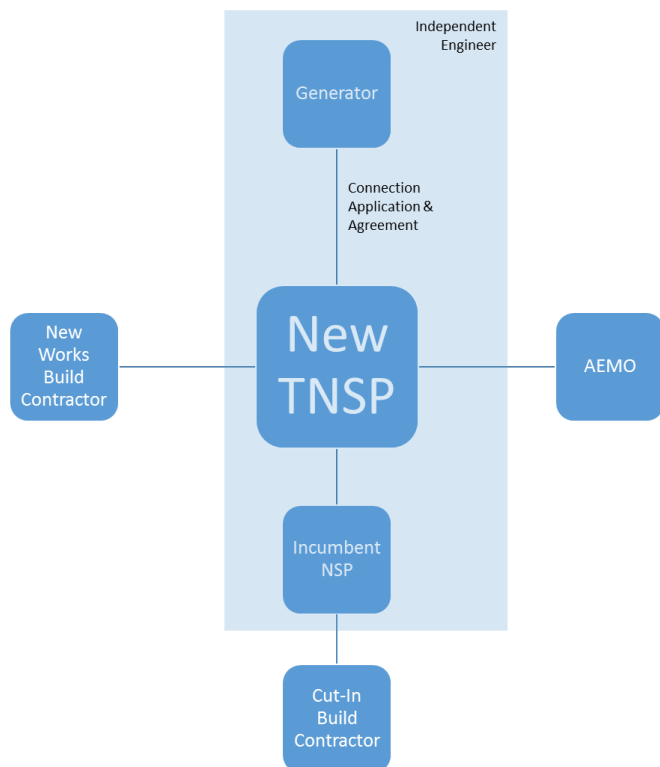 Independent
Engineer
Generator
Connection
Application &
Agreement
New
TNSP
New
Works
Build
Contractor
AEMO
Incumbent
NSP
Cut-In
Build
Contractor